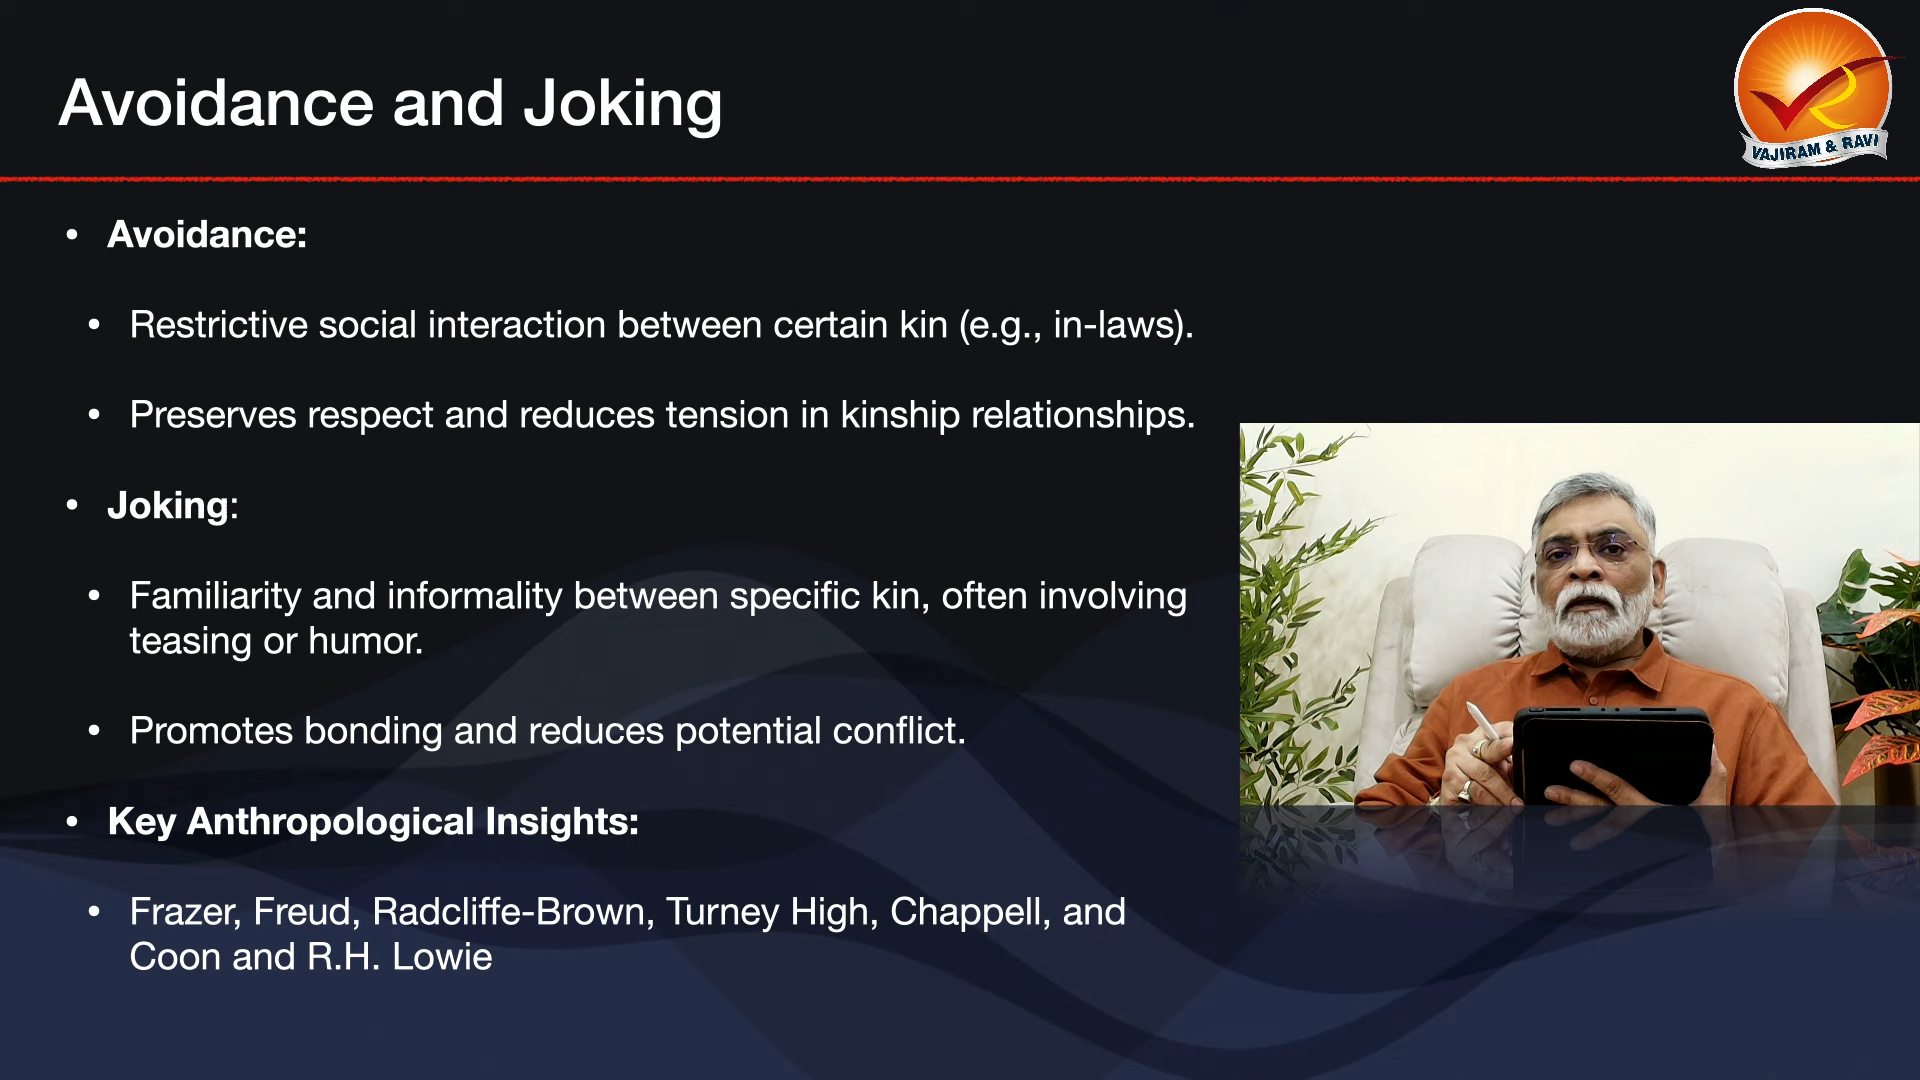 Avoidance and Joking
VAJIRAM & RAVI
• Avoidance:
• Restrictive social interaction between certain kin (e.g., in-laws).
• Preserves respect and reduces tension in kinship relationships.
• Joking:
• Familiarity and informality between specific kin, often involving
teasing or humor.
• Promotes bonding and reduces potential conflict.
• Key Anthropological Insights:
• Frazer, Freud, Radcliffe-Brown, Turney High, Chappell, and
Coon and R.H. Lowie